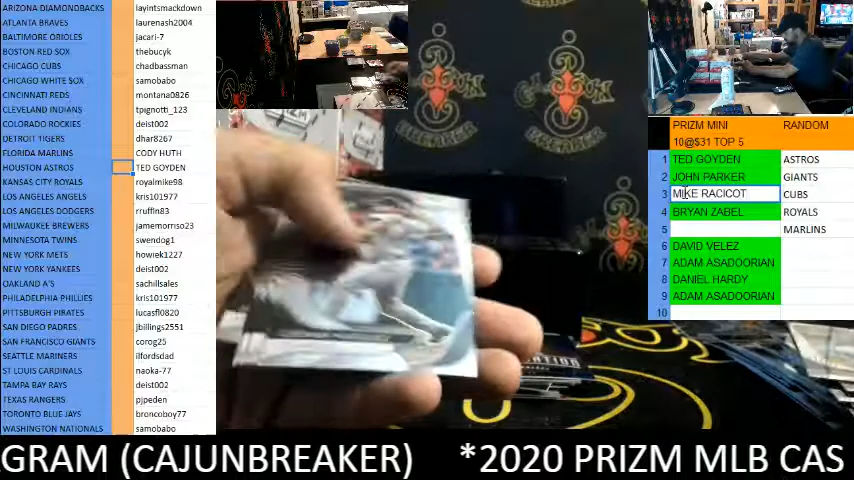 ARIZONA DIAMONDBACKS layintsmackdown
ATLANTA BRAVES laurenash2004
BALTIMORE ORIOLES jacari-7
BOSTON RED SOX thebucyk
CHICAGO CUBS chadbassman
CHICAGO WHITE SOX samobabo
CINCINATI REDS montana0826
CLEVELAND INDIANS tpignotti_123
COLORADO ROCKIES deist002
DETROIT TIGERS dhar8267
FLORIDA MARLINS CODY HUTH
HOUSTON ASTROS TED GOYDEN
KANSAS CITY ROYALS royalmike98
LOS ANGELES ANGELS kris101977
LOS ANGELES DODGERS rruffin83
MILWAUKEE BREWERS jamemorriso23
MINNESOTA TWINS swendog1
NEW YORK METS howiek1227
NEW YORK YANKEES deist002
OAKLAND A'S sachillsales
PHILADELPHIA PHILLIES kris101977
PITTSBURGH PIRATES lucasfl0820
SAN DIEGO PADRES jbillings2551
SAN FRANCISCO GIANTS corog25
SEATTLE MARINERS ilfordsdad
ST LOUIS CARDINALS naoka-77
TAMPA BAY RAYS deist002
TEXAS RANGERS pjpeden
TORONTO BLUE JAYS broncoboy77
WASHINGTON NATIONALS samobabo
PRIZM MINI RANDOM
10@$31 TOP 5
1 TED GOYDEN ASTROS
2 JOHN PARKER GIANTS
3 MIKE RACICOT CUBS
4 BRYAN ZABEL ROYALS
5 MARLINS
6 DAVID VELEZ
7 ADAM ASADOORIAN
8 DANIEL HARDY
9 ADAM ASADOORIAN
10
GRAM (CAJUNBREAKER) *2020 PRIZM MLB CAS